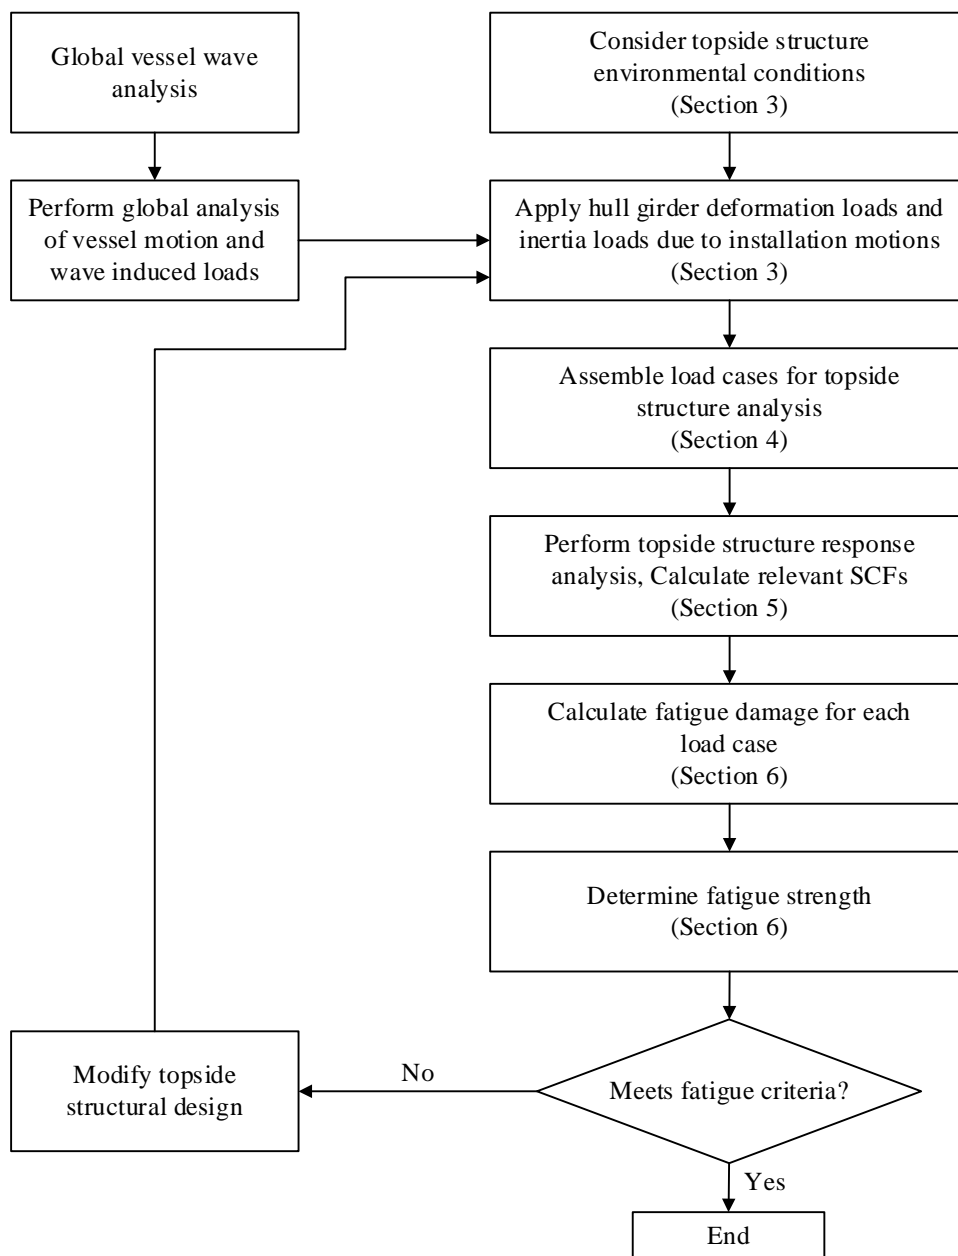 Global vessel wave
analysis
Consider topside structure
environmental conditions
(Section 3)
Perform global analysis
of vessel motion and
wave induced loads
Apply hull girder deformation loads and
inertia loads due to installation motions
(Section 3)
Assemble load cases for topside
structure analysis
(Section 4)
Perform topside structure response
analysis, Calculate relevant SCFs
(Section 5)
Calculate fatigue damage for each
load case
(Section 6)
Determine fatigue strength
(Section 6)
Meets fatigue criteria?
No
Modify topside
structural design
Yes
End